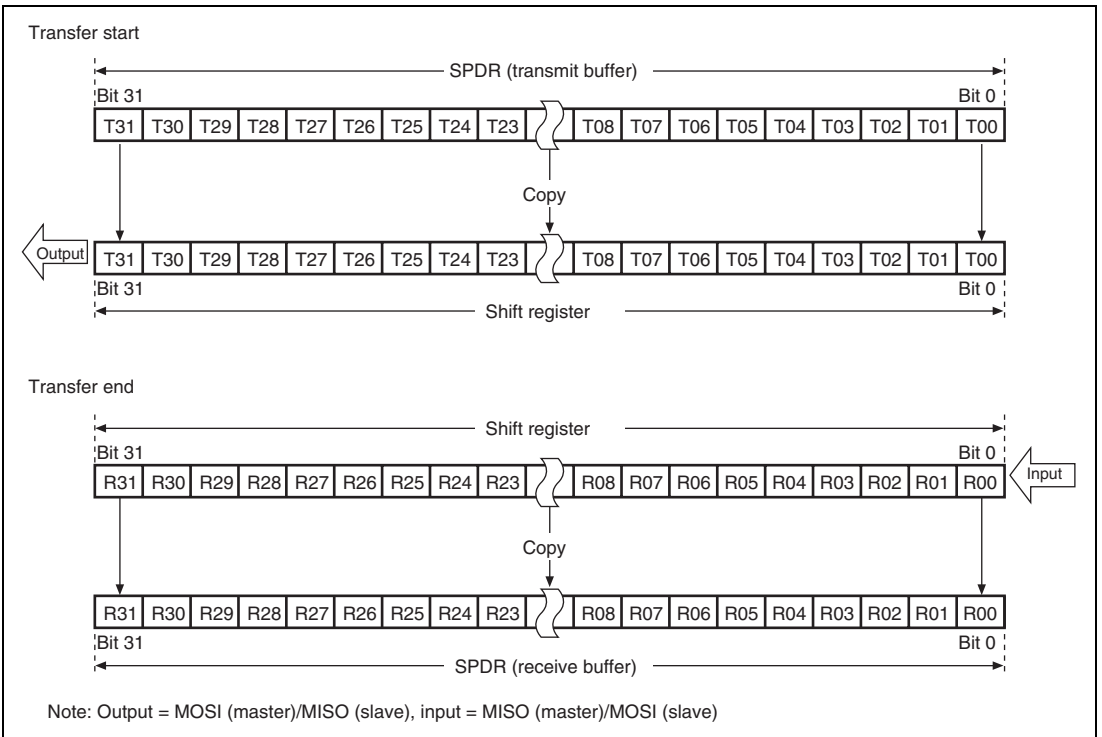 Transfer start
SPDR (transmit buffer)
Bit 31 Bit 0
T31 T30 T29 T28 T27 T26 T25 T24 T23 T08 T07 T06 T05 T04 T03 T02 T01 T00
Copy
Output
T31 T30 T29 T28 T27 T26 T25 T24 T23 T08 T07 T06 T05 T04 T03 T02 T01 T00
Bit 31 Bit 0
Shift register
Transfer end
Shift register
Bit 31 Bit 0
R31 R30 R29 R28 R27 R26 R25 R24 R23 R08 R07 R06 R05 R04 R03 R02 R01 R00
Input
Copy
R31 R30 R29 R28 R27 R26 R25 R24 R23 R08 R07 R06 R05 R04 R03 R02 R01 R00
Bit 31 Bit 0
SPDR (receive buffer)
Note: Output = MOSI (master)/MISO (slave), input = MISO (master)/MOSI (slave)